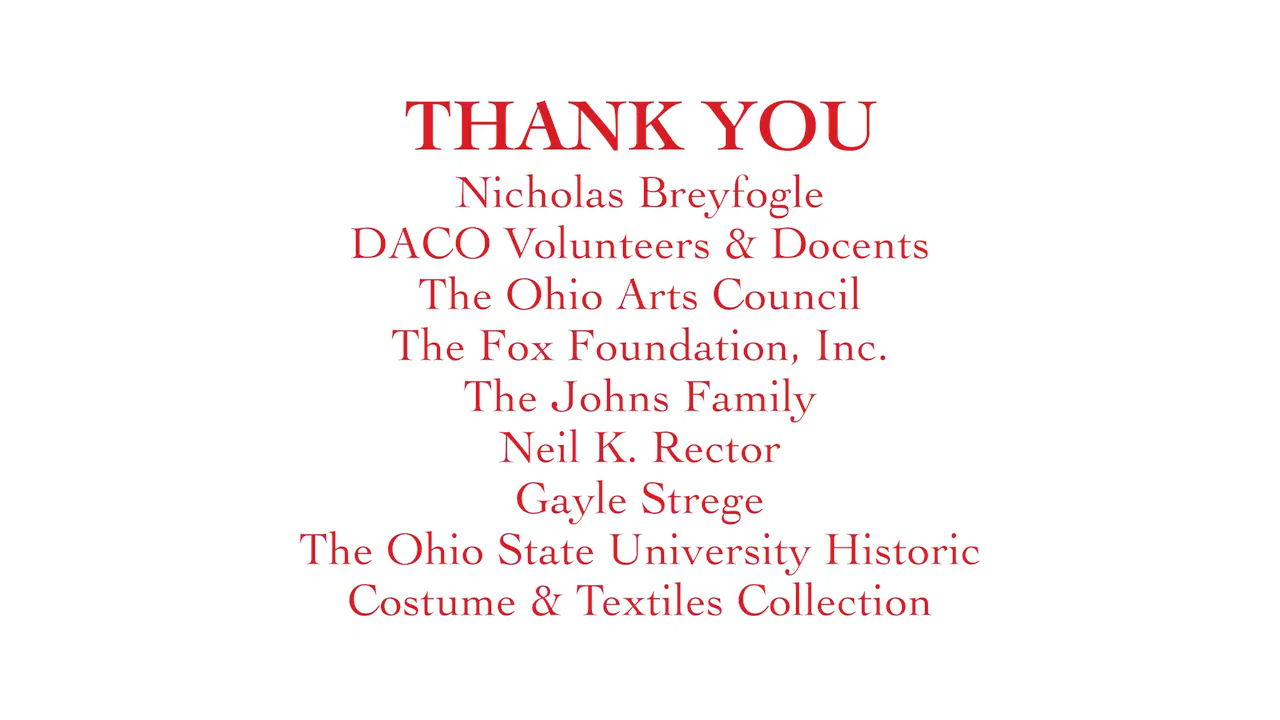 THANK YOU
Nicholas Breyfogle
DACO Volunteers & Docents
The Ohio Arts Council
The Fox Foundation, Inc.
The Johns Family
Neil K. Rector
Gayle Strege
The Ohio State University Historic
Costume & Textiles Collection